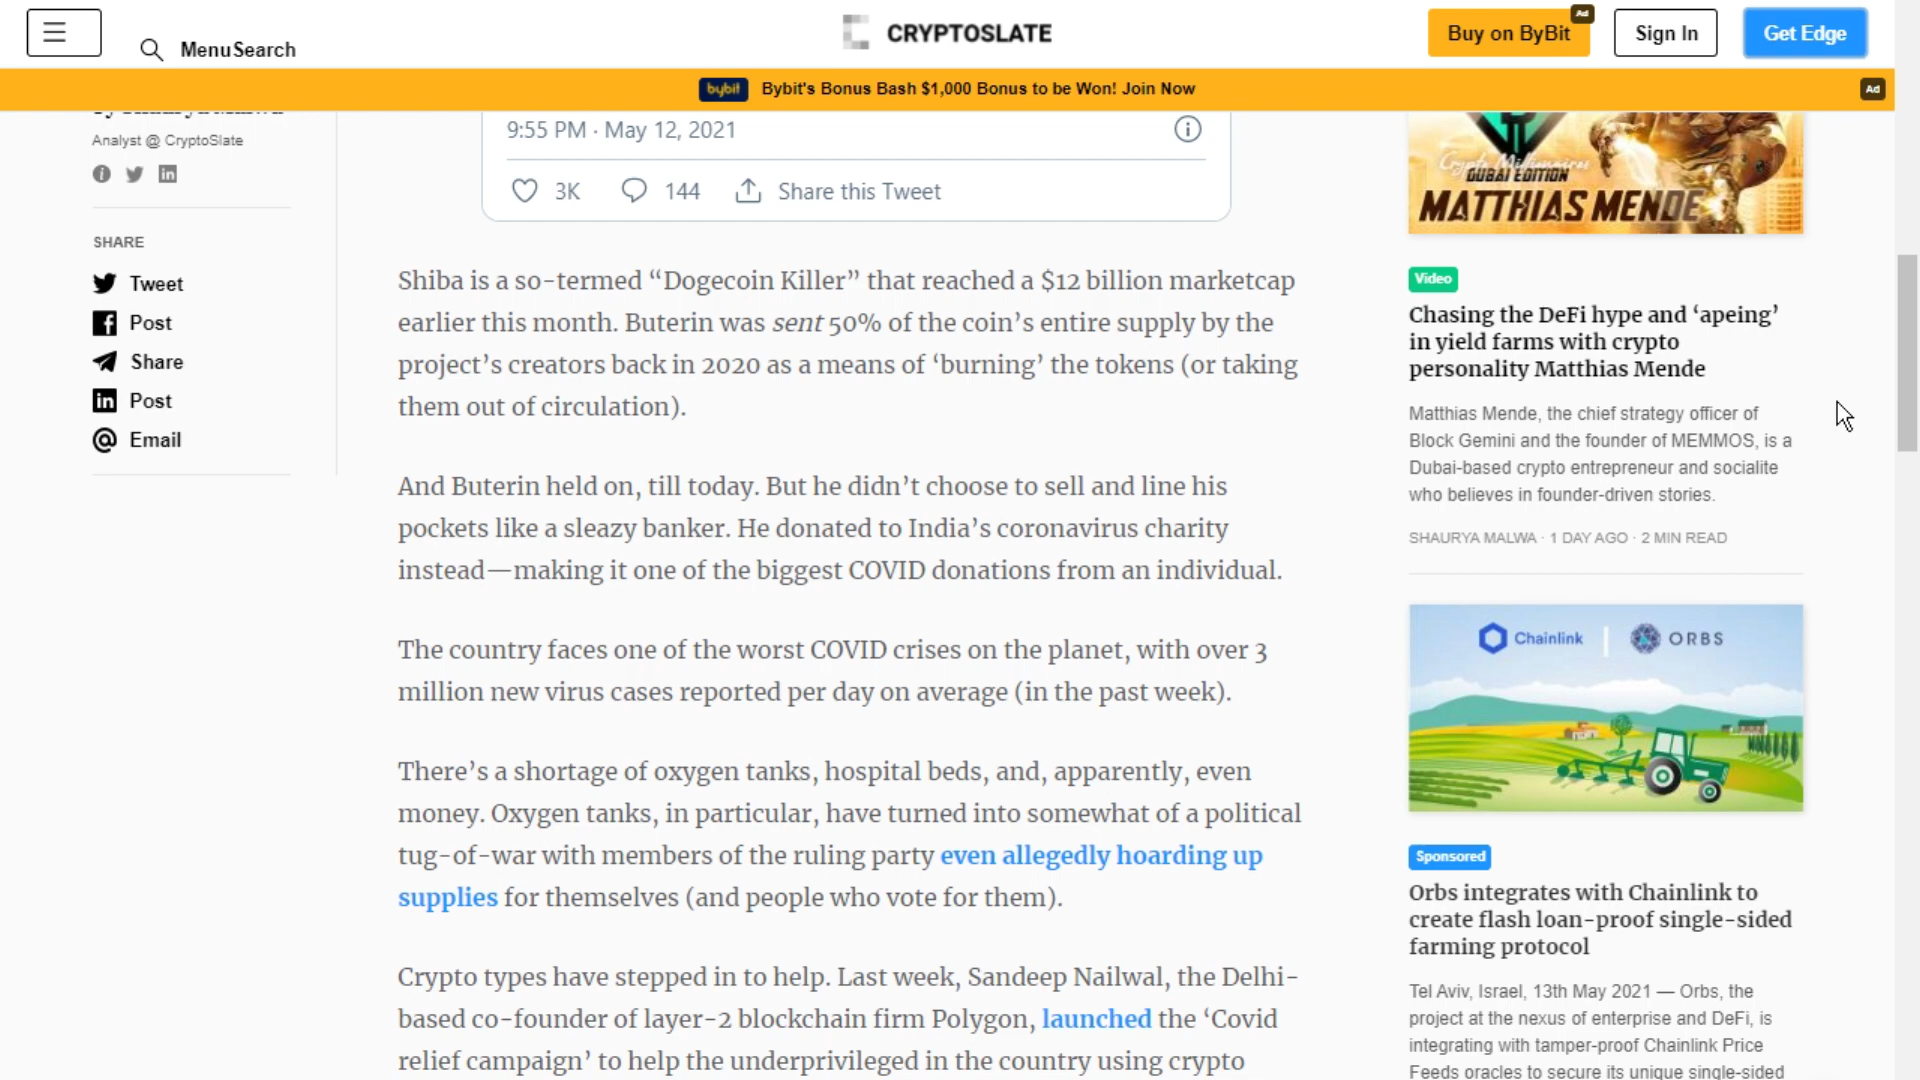 MenuSearch
CRYPTOSLATE
Buy on ByBit
Ad
Sign In
Get Edge
bybit Bybit's Bonus Bash $1,000 Bonus to be Won! Join Now
Ad
Analyst @ CryptoSlate
SHARE
Tweet
Post
Share
Post
Email
9:55 PM · May 12, 2021
3K 144 Share this Tweet
Shiba is a so-termed “Dogecoin Killer” that reached a $12 billion marketcap
earlier this month. Buterin was sent 50% of the coin’s entire supply by the
project’s creators back in 2020 as a means of ‘burning’ the tokens (or taking
them out of circulation).
And Buterin held on, till today. But he didn’t choose to sell and line his
pockets like a sleazy banker. He donated to India’s coronavirus charity
instead—making it one of the biggest COVID donations from an individual.
The country faces one of the worst COVID crises on the planet, with over 3
million new virus cases reported per day on average (in the past week).
There’s a shortage of oxygen tanks, hospital beds, and, apparently, even
money. Oxygen tanks, in particular, have turned into somewhat of a political
tug-of-war with members of the ruling party even allegedly hoarding up
supplies for themselves (and people who vote for them).
Crypto types have stepped in to help. Last week, Sandeep Nailwal, the Delhi-
based co-founder of layer-2 blockchain firm Polygon, launched the ‘Covid
relief campaign’ to help the underprivileged in the country using crypto
Crypto Millionaires
DUBAI EDITION
MATTHIAS MENDE
Video
Chasing the DeFi hype and ‘apeing’
in yield farms with crypto
personality Matthias Mende
Matthias Mende, the chief strategy officer of
Block Gemini and the founder of MEMMOS, is a
Dubai-based crypto entrepreneur and socialite
who believes in founder-driven stories.
SHAURYA MALWA · 1 DAY AGO · 2 MIN READ
Chainlink ORBS
Sponsored
Orbs integrates with Chainlink to
create flash loan-proof single-sided
farming protocol
Tel Aviv, Israel, 13th May 2021 — Orbs, the
project at the nexus of enterprise and DeFi, is
integrating with tamper-proof Chainlink Price
Feeds oracles to secure its unique single-sided